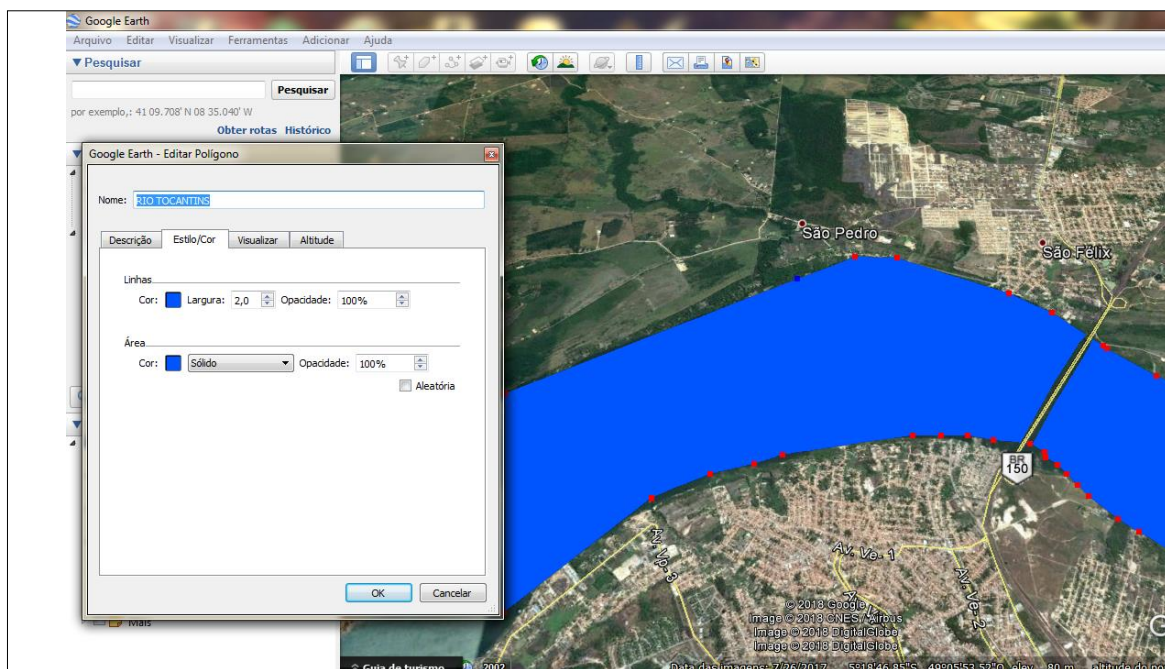 Google Earth
Arquivo Editar Visualizar Ferramentas Adicionar Ajuda
Pesquisar
Pesquisar
por exemplo,: 41 09.708' N 08 35.040' W
Obter rotas Histórico
Google Earth - Editar Polígono
Nome: RIO TOCANTINS
Descrição Estilo/Cor Visualizar Altitude
Linhas
Cor: Largura: 2,0 Opacidade: 100%
Área
Cor: Sólido Opacidade: 100%
Aleatória
OK Cancelar
Mais
São Pedro
São Félix
BR
150
Av. Vp- 3
Av. Ve- 1
Av. Ve- 2
© 2018 Google
Image © 2018 CNES / Airbus
Image © 2018 DigitalGlobe
Image © 2018 DigitalGlobe
Guia de turismo 2002 Data das imagens: 7/26/2017 5°18'46.85"S 49°05'53.52"O elev 80 m altitude do